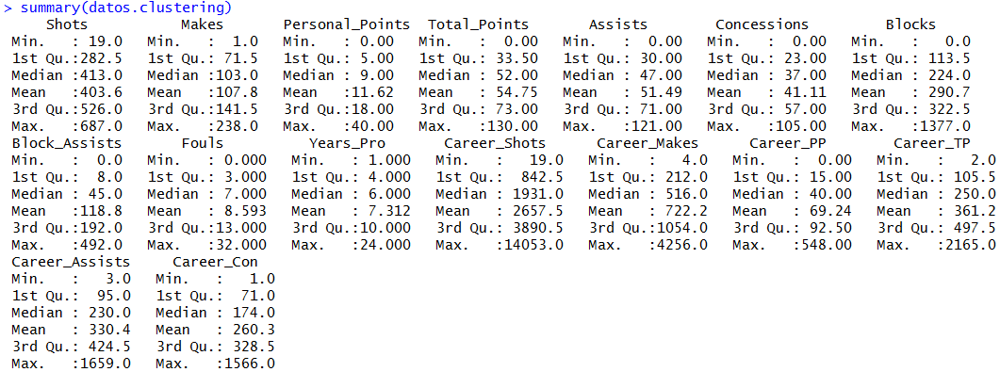 > summary(datos.clustering)
     Shots           Makes       Personal_Points  Total_Points       Assists        Concessions         Blocks
 Min.   : 19.0   Min.   :  1.0   Min.   : 0.00   Min.   :  0.00   Min.   :  0.00   Min.   :  0.00   Min.   :   0.0
 1st Qu.:282.5   1st Qu.: 71.5   1st Qu.: 5.00   1st Qu.: 33.50   1st Qu.: 30.00   1st Qu.: 23.00   1st Qu.: 113.5
 Median :413.0   Median :103.0   Median : 9.00   Median : 52.00   Median : 47.00   Median : 37.00   Median : 224.0
 Mean   :403.6   Mean   :107.8   Mean   :11.62   Mean   : 54.75   Mean   : 51.49   Mean   : 41.11   Mean   : 290.7
 3rd Qu.:526.0   3rd Qu.:141.5   3rd Qu.:18.00   3rd Qu.: 73.00   3rd Qu.: 71.00   3rd Qu.: 57.00   3rd Qu.: 322.5
 Max.   :687.0   Max.   :238.0   Max.   :40.00   Max.   :130.00   Max.   :121.00   Max.   :105.00   Max.   :1377.0
 Block_Assists       Fouls          Years_Pro       Career_Shots      Career_Makes      Career_PP        Career_TP
 Min.   :  0.0   Min.   : 0.000   Min.   : 1.000   Min.   :   19.0   Min.   :   4.0   Min.   :  0.00   Min.   :   2.0
 1st Qu.:  8.0   1st Qu.: 3.000   1st Qu.: 4.000   1st Qu.:  842.5   1st Qu.: 212.0   1st Qu.: 15.00   1st Qu.: 105.5
 Median : 45.0   Median : 7.000   Median : 6.000   Median : 1931.0   Median : 516.0   Median : 40.00   Median : 250.0
 Mean   :118.8   Mean   : 8.593   Mean   : 7.312   Mean   : 2657.5   Mean   : 722.2   Mean   : 69.24   Mean   : 361.2
 3rd Qu.:192.0   3rd Qu.:13.000   3rd Qu.:10.000   3rd Qu.: 3890.5   3rd Qu.:1054.0   3rd Qu.: 92.50   3rd Qu.: 497.5
 Max.   :492.0   Max.   :32.000   Max.   :24.000   Max.   :14053.0   Max.   :4256.0   Max.   :548.00   Max.   :2165.0
 Career_Assists     Career_Con
 Min.   :   3.0   Min.   :   1.0
 1st Qu.:  95.0   1st Qu.:  71.0
 Median : 230.0   Median : 174.0
 Mean   : 330.4   Mean   : 260.3
 3rd Qu.: 424.5   3rd Qu.: 328.5
 Max.   :1659.0   Max.   :1566.0